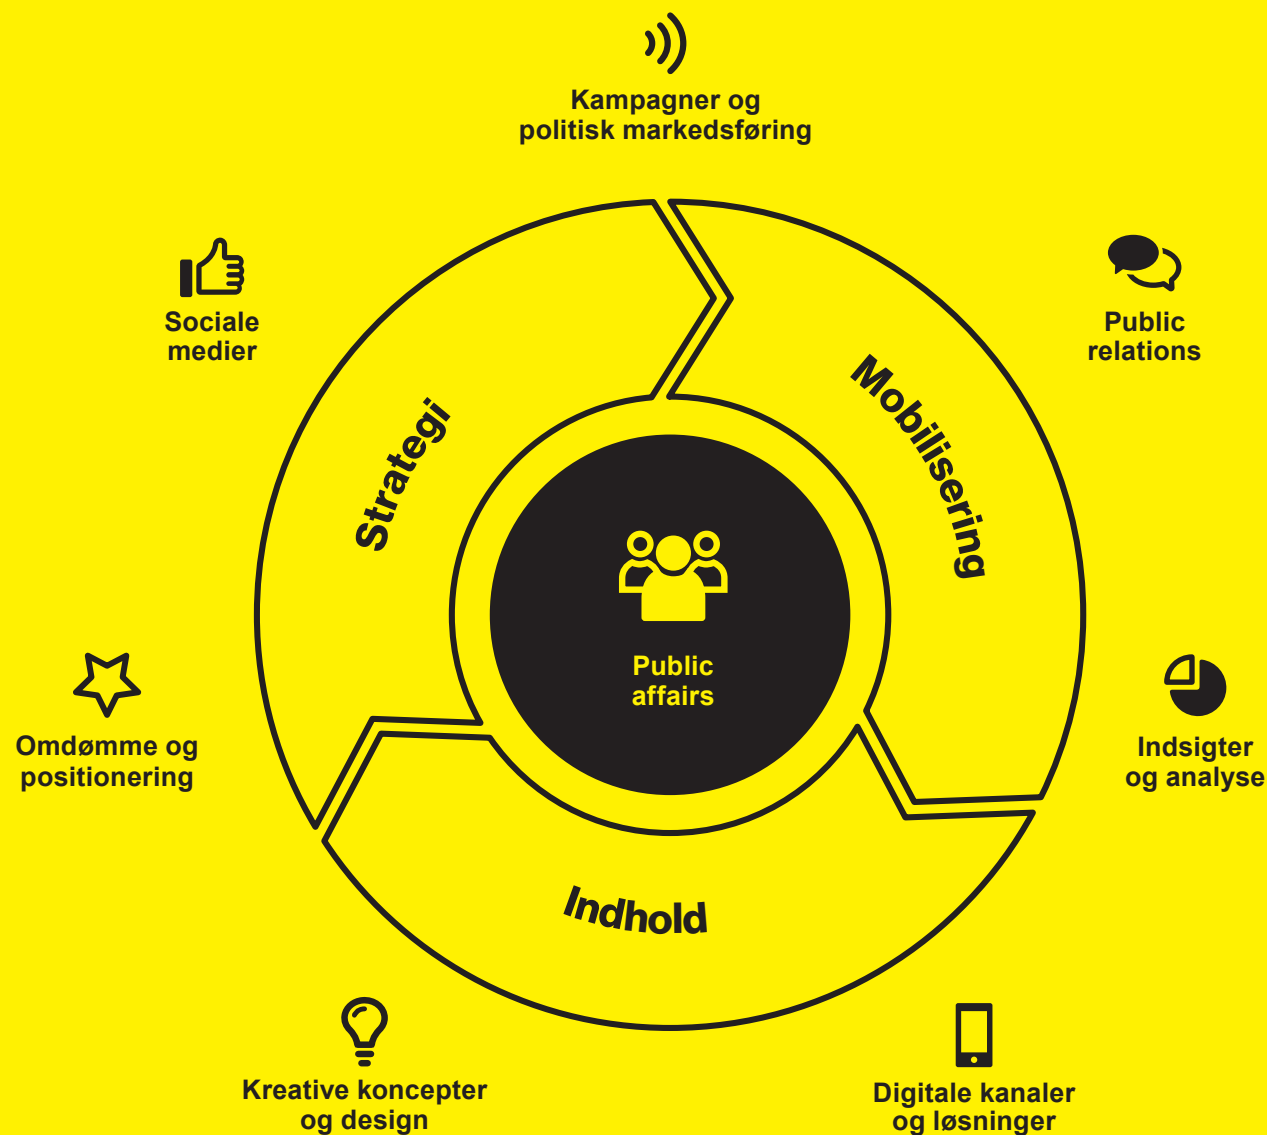 Kampagner og
politisk markedsføring
Sociale
medier
Public
relations
Strategi
Mobilisering
Public
affairs
Omdømme og
positionering
Indsigter
og analyse
Indhold
Kreative koncepter
og design
Digitale kanaler
og løsninger